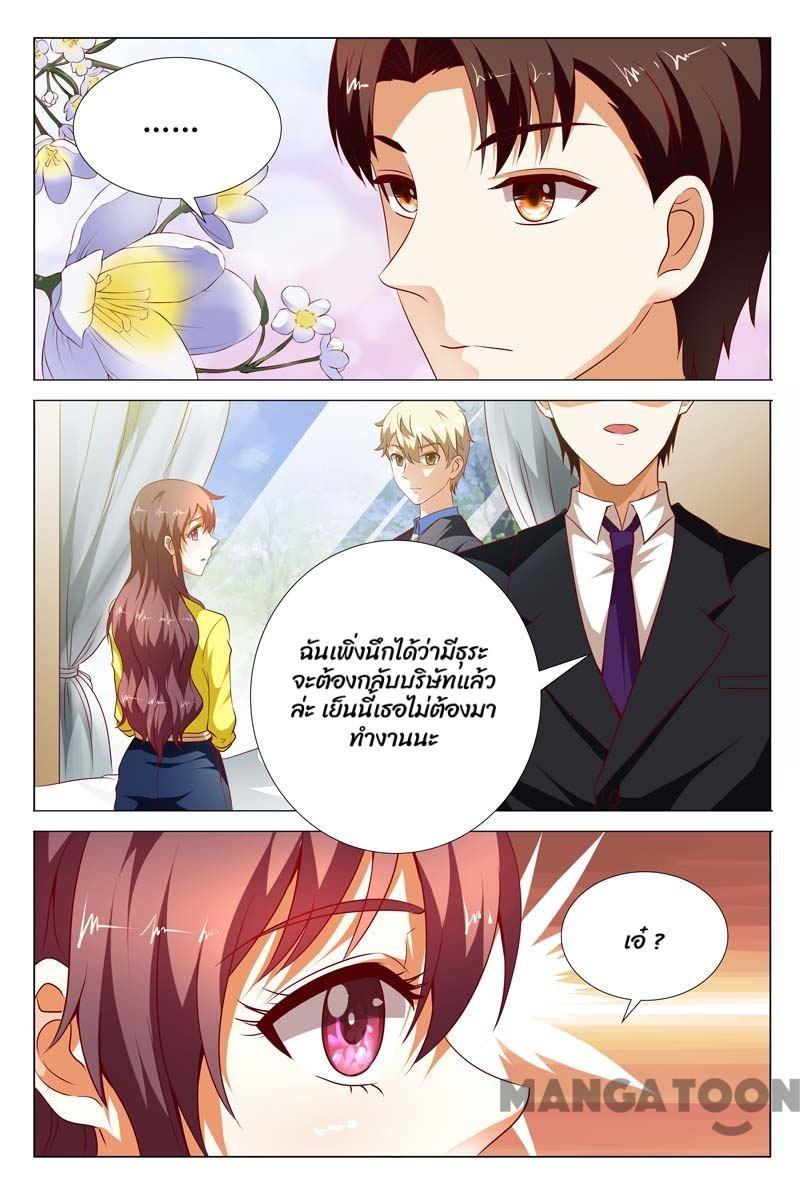 ......
ฉันเพิ่งนึกได้ว่ามีธุระ
จะต้องกลับบริษัทแล้ว
ล่ะ เย็นนี้เธอไม่ต้องมา
ทำงานนะ
เอ๋ ?
MANGATOON